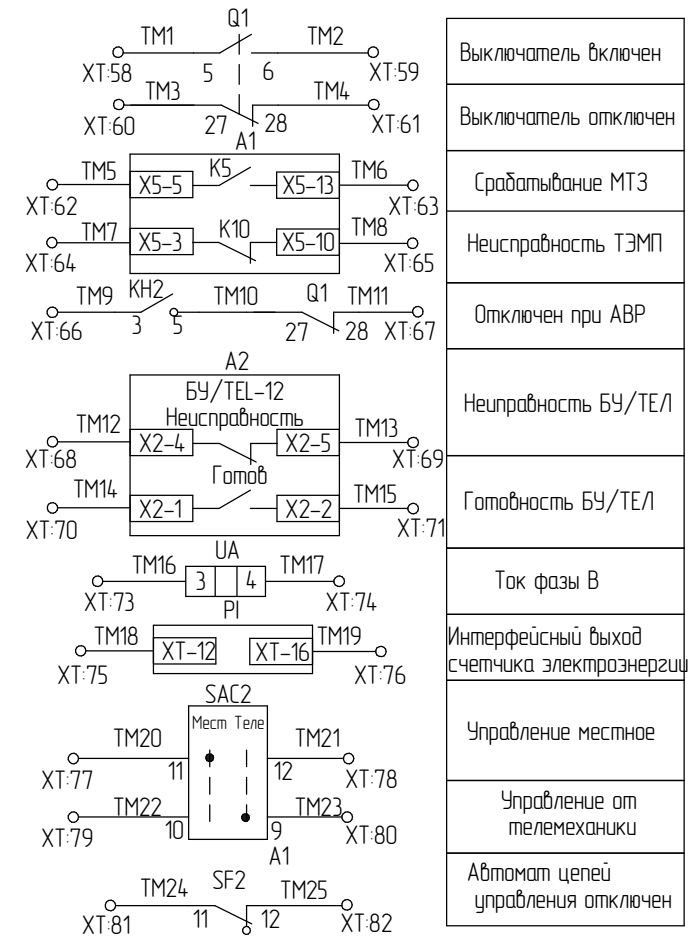 Q1
TM1 TM2 Выключатель включен
XT:58 5 6 XT:59
TM3 TM4 Выключатель отключен
XT:60 27 28 XT:61
A1
TM5 X5-5 K5 X5-13 TM6 Срабатывание МТЗ
XT:62 XT:63
TM7 X5-3 K10 X5-10 TM8 Неисправность ТЭМП
XT:64 XT:65
TM9 KH2 TM10 Q1 TM11 Отключен при АВР
XT:66 3 5 27 28 XT:67
A2
БУ/TEL-12
Неисправность Неиправность БУ/ТЕЛ
TM12 X2-4 X2-5 TM13
XT:68 XT:69
Готов
TM14 X2-1 X2-2 TM15 Готовность БУ/ТЕЛ
XT:70 XT:71
UA
TM16 3 4 TM17 Ток фазы В
XT:73 XT:74
PI
TM18 XT-12 XT-16 TM19 Интерфейсный выход
XT:75 XT:76 счетчика электроэнергии
SAC2
Мест Теле
TM20 TM21 Управление местное
XT:77 11 12 XT:78
TM22 TM23 Управление от
XT:79 10 9 XT:80 телемеханики
A1
TM24 SF2 TM25 Автомат цепей
XT:81 11 12 XT:82 управления отключен